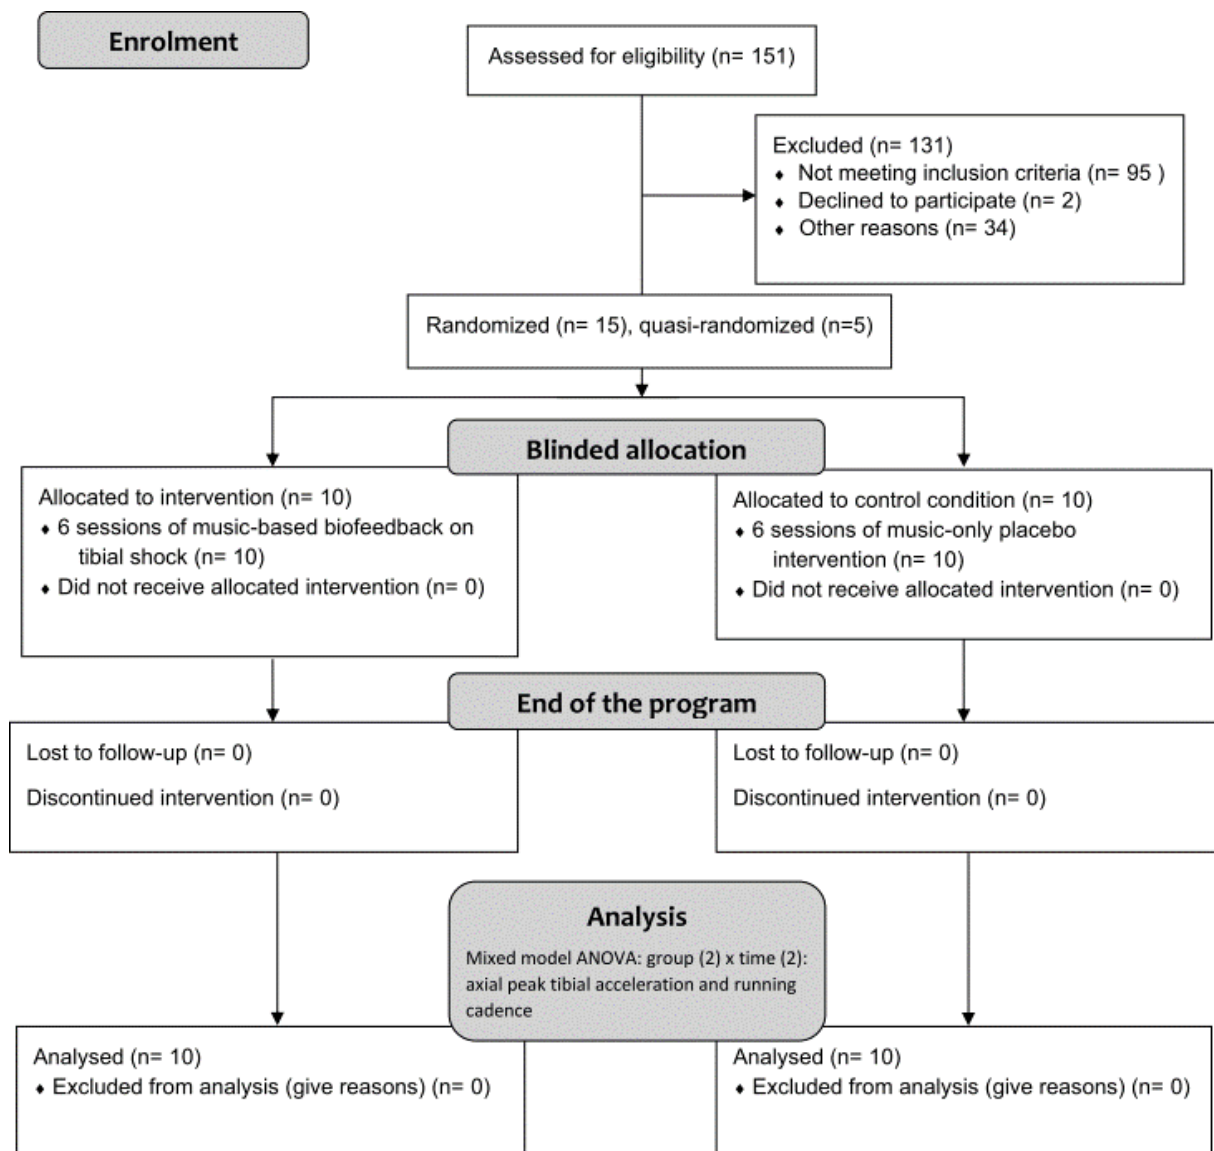 Enrolment
Assessed for eligibility (n= 151)
Excluded (n= 131)
♦ Not meeting inclusion criteria (n= 95 )
♦ Declined to participate (n= 2)
♦ Other reasons (n= 34)
Randomized (n= 15), quasi-randomized (n=5)
Blinded allocation
Allocated to intervention (n= 10)
♦ 6 sessions of music-based biofeedback on
tibial shock (n= 10)
♦ Did not receive allocated intervention (n= 0)
Allocated to control condition (n= 10)
♦ 6 sessions of music-only placebo
intervention (n= 10)
♦ Did not receive allocated intervention (n= 0)
End of the program
Lost to follow-up (n= 0)
Discontinued intervention (n= 0)
Lost to follow-up (n= 0)
Discontinued intervention (n= 0)
Analysis
Mixed model ANOVA: group (2) x time (2):
axial peak tibial acceleration and running
cadence
Analysed (n= 10)
♦ Excluded from analysis (give reasons) (n= 0)
Analysed (n= 10)
♦ Excluded from analysis (give reasons) (n= 0)